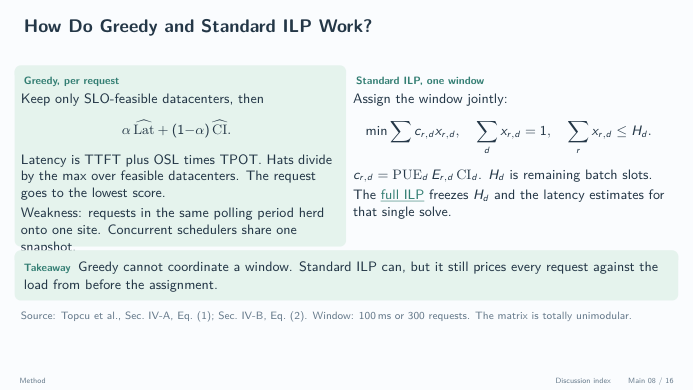 How Do Greedy and Standard ILP Work?
Greedy, per request
Keep only SLO-feasible datacenters, then
α \widehat{Lat} + (1−α) \widehat{CI}.
Latency is TTFT plus OSL times TPOT. Hats divide
by the max over feasible datacenters. The request
goes to the lowest score.
Weakness: requests in the same polling period herd
onto one site. Concurrent schedulers share one
snapshot.
Standard ILP, one window
Assign the window jointly:
min ∑ c_{r,d} x_{r,d}, ∑_d x_{r,d} = 1, ∑_r x_{r,d} ≤ H_d.
c_{r,d} = PUE_d E_{r,d} CI_d. H_d is remaining batch slots.
The full ILP freezes H_d and the latency estimates for
that single solve.
Takeaway Greedy cannot coordinate a window. Standard ILP can, but it still prices every request against the
load from before the assignment.
Source: Topcu et al., Sec. IV-A, Eq. (1); Sec. IV-B, Eq. (2). Window: 100 ms or 300 requests. The matrix is totally unimodular.
Method
Discussion index Main 08 / 16